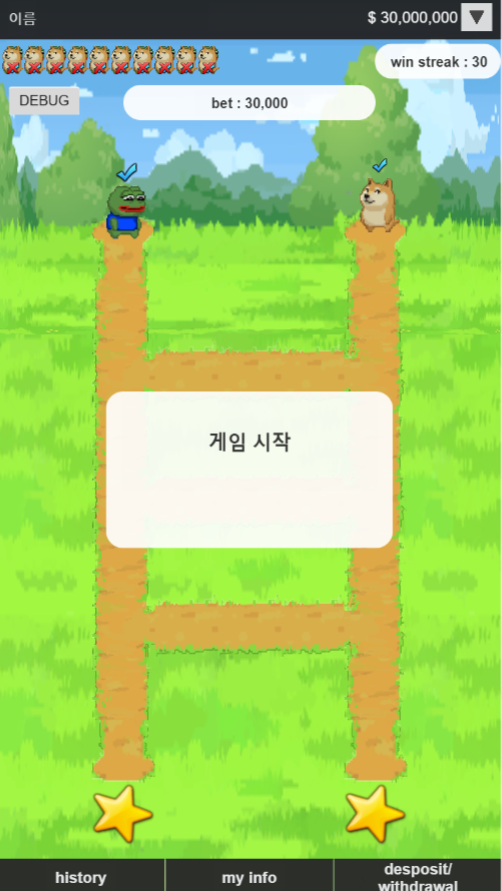 이름
$ 30,000,000 ▼
win streak : 30
DEBUG
bet : 30,000
게임 시작
history
my info
desposit/
withdrawal